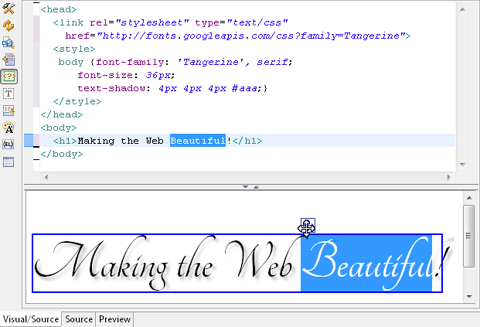 <head>
<link rel="stylesheet" type="text/css"
href="http://fonts.googleapis.com/css?family=Tangerine">
<style>
body {font-family: 'Tangerine', serif;
font-size: 36px;
text-shadow: 4px 4px 4px #aaa;}
</style>
</head>
<body>
<h1>Making the Web Beautiful!</h1>
</body>
Making the Web Beautiful!
Visual/Source Source Preview